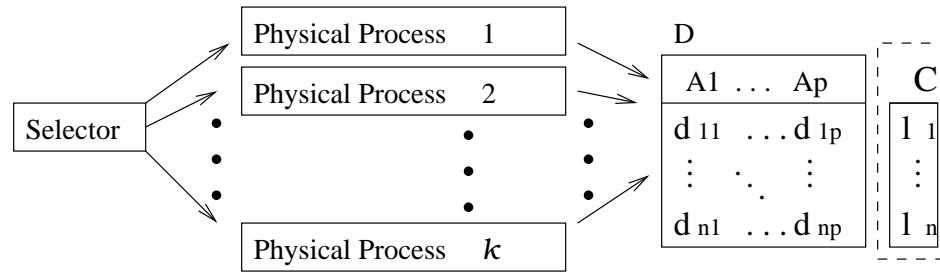 Physical Process 1
Physical Process 2
Selector
Physical Process k
D
A1 ... Ap
d 11 ... d 1p
d n1 ... d np
C
l 1
l n